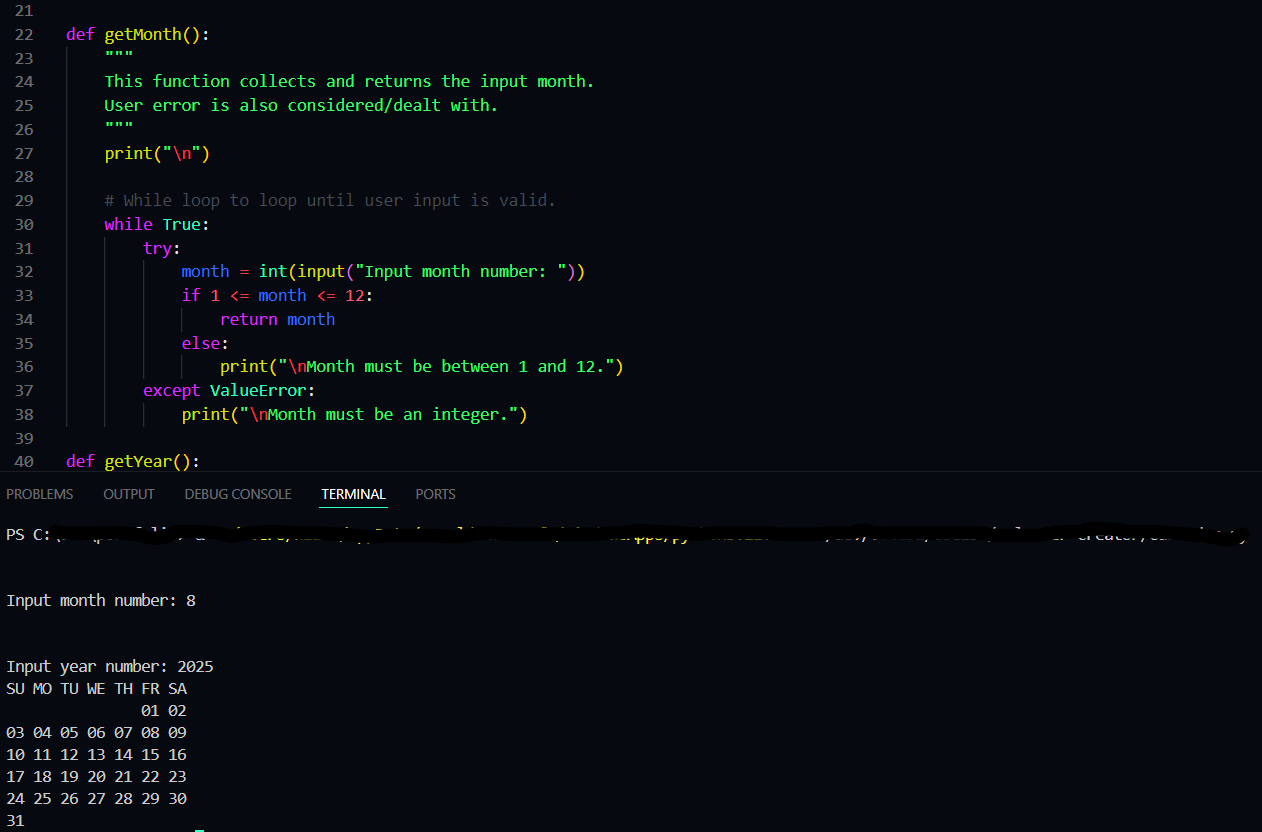 21
22 def getMonth():
23 """
24 This function collects and returns the input month.
25 User error is also considered/dealt with.
26 """
27 print("\n")
28
29 # While loop to loop until user input is valid.
30 while True:
31 try:
32 month = int(input("Input month number: "))
33 if 1 <= month <= 12:
34 return month
35 else:
36 print("\nMonth must be between 1 and 12.")
37 except ValueError:
38 print("\nMonth must be an integer.")
39
40 def getYear():
PROBLEMS OUTPUT DEBUG CONSOLE TERMINAL PORTS
PS C:
Input month number: 8
Input year number: 2025
SU MO TU WE TH FR SA
01 02
03 04 05 06 07 08 09
10 11 12 13 14 15 16
17 18 19 20 21 22 23
24 25 26 27 28 29 30
31